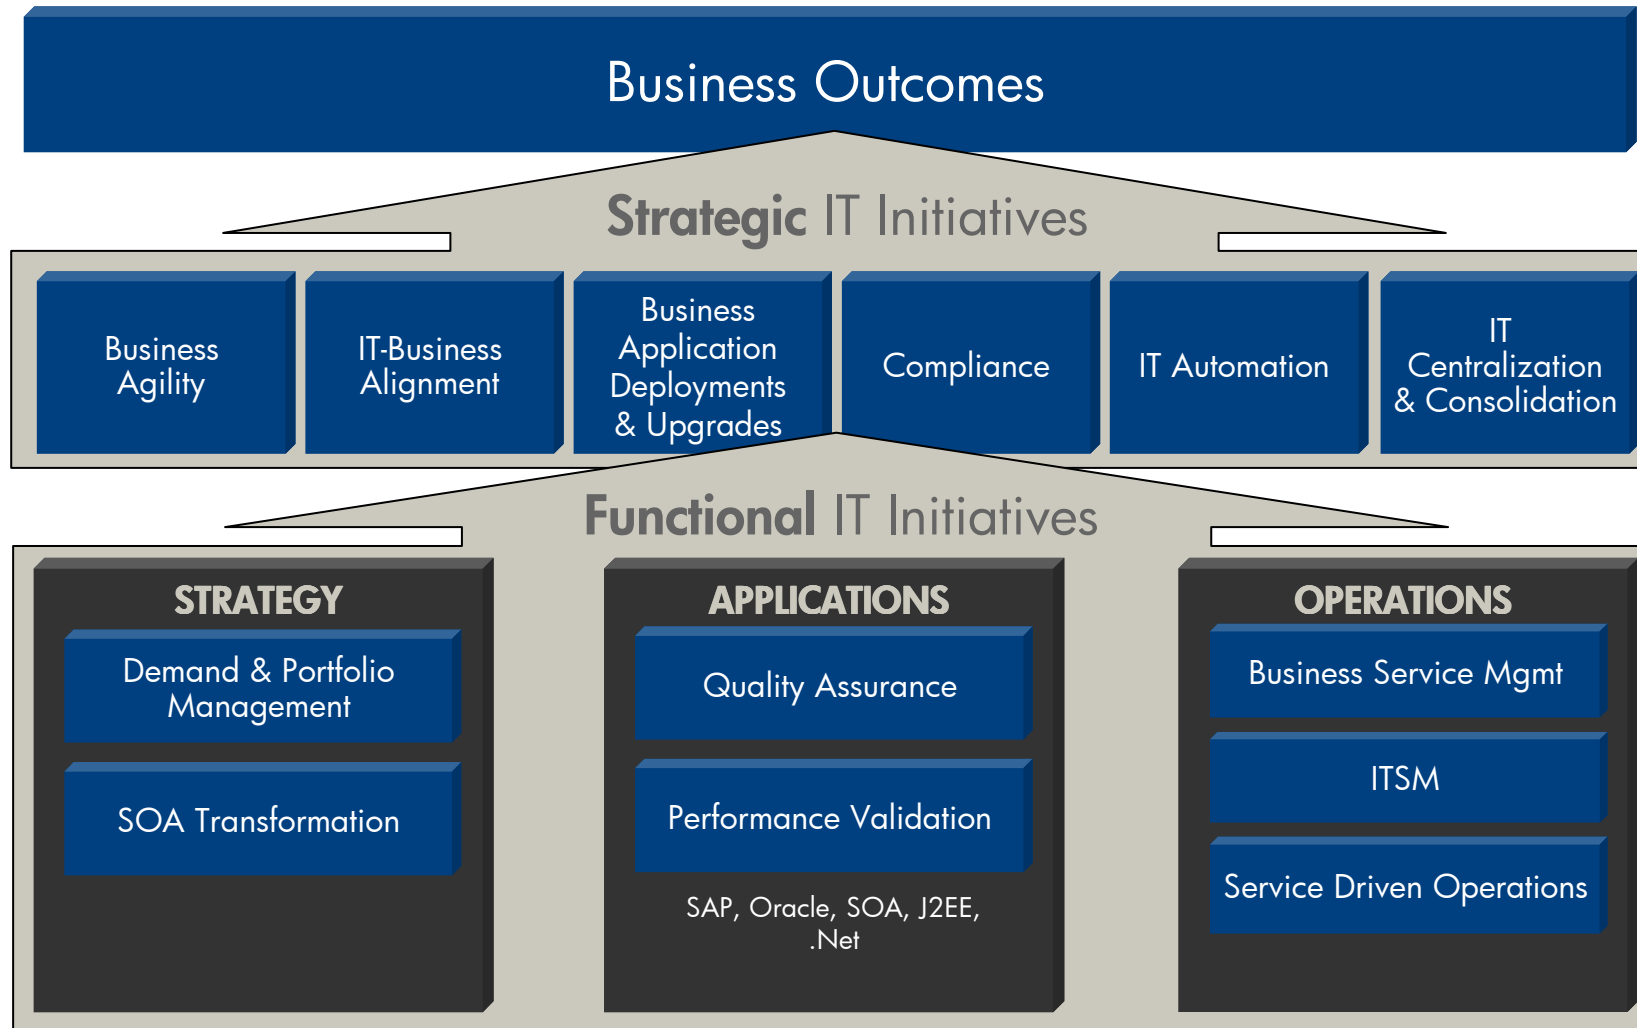 Business Outcomes
Strategic IT Initiatives
Business
Agility
IT-Business
Alignment
Business
Application
Deployments
& Upgrades
Compliance
IT Automation
IT
Centralization
& Consolidation
Functional IT Initiatives
STRATEGY
Demand & Portfolio
Management
SOA Transformation
APPLICATIONS
Quality Assurance
Performance Validation
SAP, Oracle, SOA, J2EE,
.Net
OPERATIONS
Business Service Mgmt
ITSM
Service Driven Operations